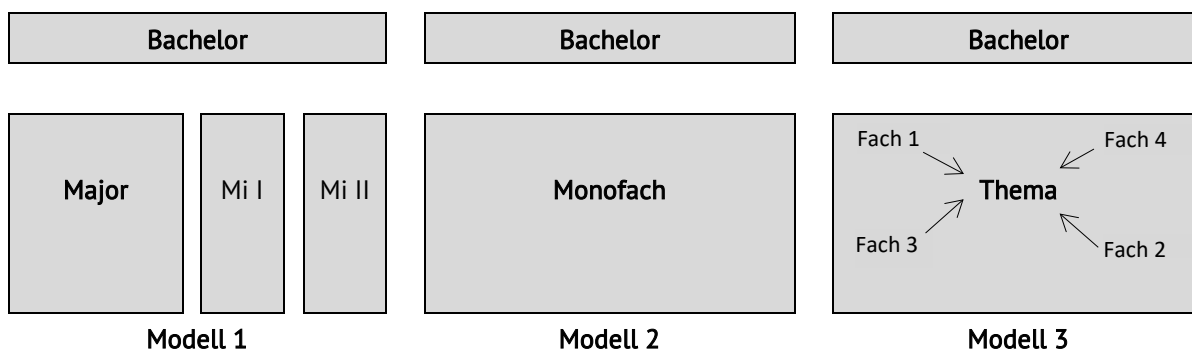 Bachelor
Bachelor
Bachelor
Major
Mi I
Mi II
Monofach
Fach 1
Fach 4
Thema
Fach 3
Fach 2
Modell 1
Modell 2
Modell 3